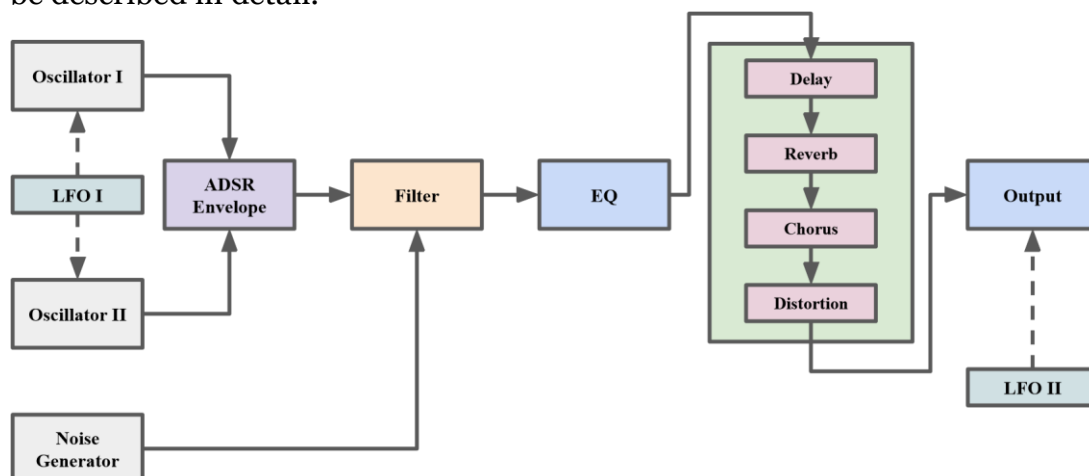 be described in detail.
Oscillator I
LFO I
Oscillator II
Noise
Generator
ADSR
Envelope
Filter
EQ
Delay
Reverb
Chorus
Distortion
Output
LFO II